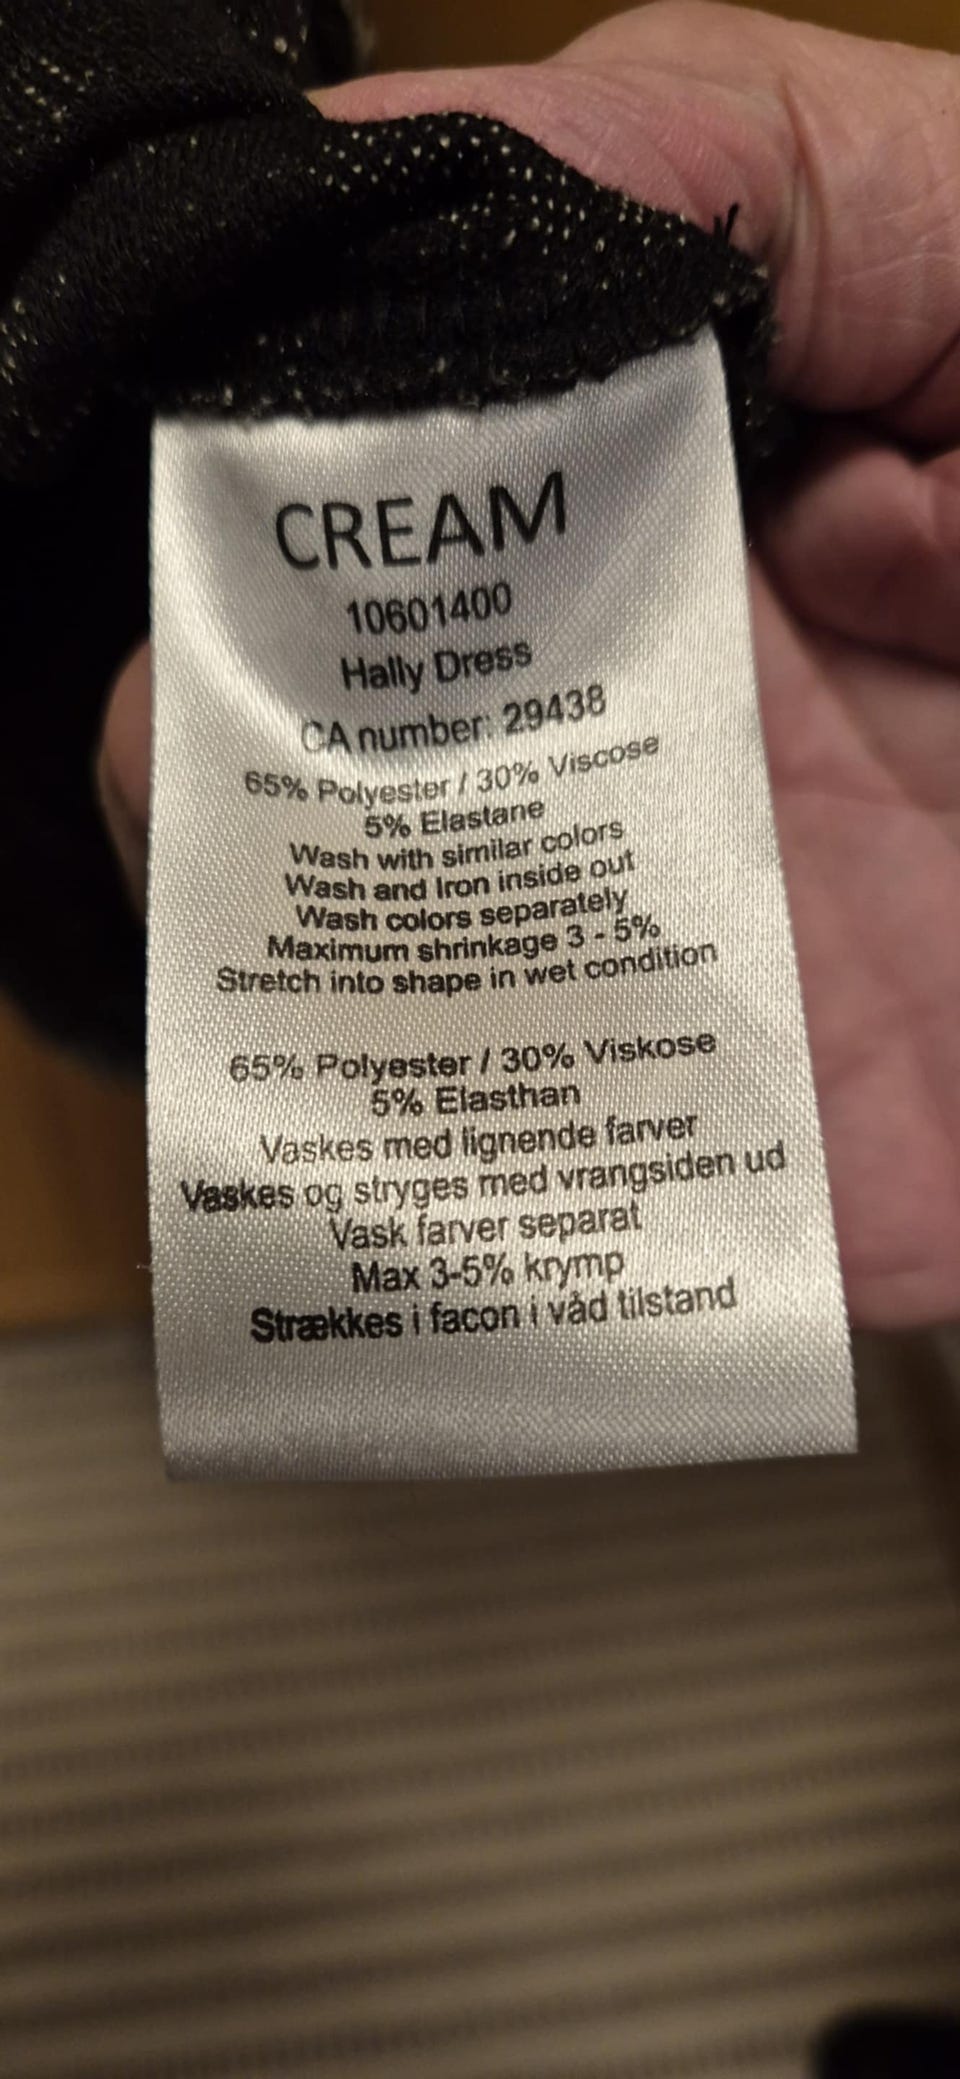 CREAM
10601400
Hally Dress
CA number: 29438
65% Polyester / 30% Viscose
5% Elastane
Wash with similar colors
Wash and Iron inside out
Wash colors separately
Maximum shrinkage 3 - 5%
Stretch into shape in wet condition
65% Polyester / 30% Viskose
5% Elasthan
Vaskes med lignende farver
Vaskes og stryges med vrangsiden ud
Vask farver separat
Max 3-5% krymp
Strækkes i facon i våd tilstand